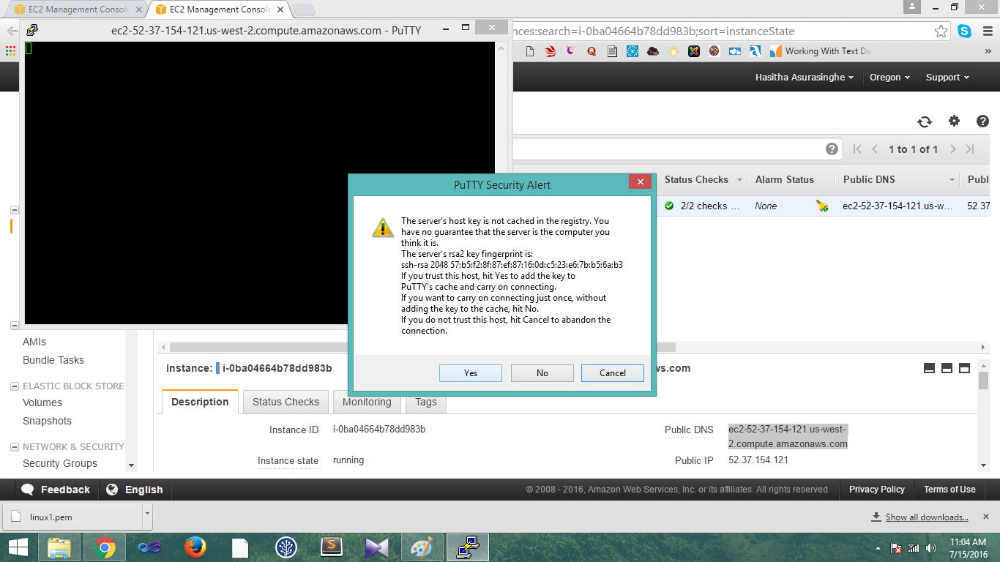 EC2 Management Console
EC2 Management Console
ec2-52-37-154-121.us-west-2.compute.amazonaws.com - PuTTY
nces:search=i-0ba04664b78dd983b;sort=instanceState
Working With Text Da
Hasitha Asurasinghe
Oregon
Support
1 to 1 of 1
Status Checks
Alarm Status
Public DNS
Publ
2/2 checks ...
None
ec2-52-37-154-121.us-w...
52.37
PuTTY Security Alert
The server's host key is not cached in the registry. You
have no guarantee that the server is the computer you
think it is.
The server's rsa2 key fingerprint is:
ssh-rsa 2048 57:b5:f2:8f:87:ef:87:16:0d:c5:23:e6:7b:b5:6a:b3
If you trust this host, hit Yes to add the key to
PuTTY's cache and carry on connecting.
If you want to carry on connecting just once, without
adding the key to the cache, hit No.
If you do not trust this host, hit Cancel to abandon the
connection.
Yes
No
Cancel
AMIs
Bundle Tasks
ELASTIC BLOCK STORE
Volumes
Snapshots
NETWORK & SECURITY
Security Groups
Instance:
i-0ba04664b78dd983b
ws.com
Description
Status Checks
Monitoring
Tags
Instance ID
i-0ba04664b78dd983b
Public DNS
ec2-52-37-154-121.us-west-
2.compute.amazonaws.com
Instance state
running
Public IP
52.37.154.121
Feedback
English
© 2008 - 2016, Amazon Web Services, Inc. or its affiliates. All rights reserved.
Privacy Policy
Terms of Use
linux1.pem
Show all downloads...
11:04 AM
7/15/2016